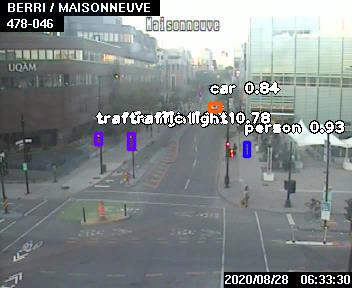 BERRI / MAISONNEUVE
478-046
Maisonneuve
UQAM
car 0.84
traffic light 0.78
person 0.93
2020/08/28 06:33:30